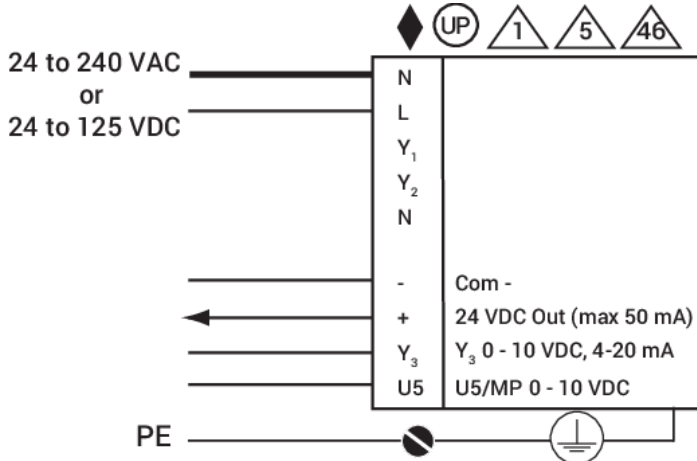 UP 1 5 46
24 to 240 VAC
or
24 to 125 VDC
N
L
Y₁
Y₂
N
- Com -
+ 24 VDC Out (max 50 mA)
Y₃ Y₃ 0 - 10 VDC, 4-20 mA
U5 U5/MP 0 - 10 VDC
PE